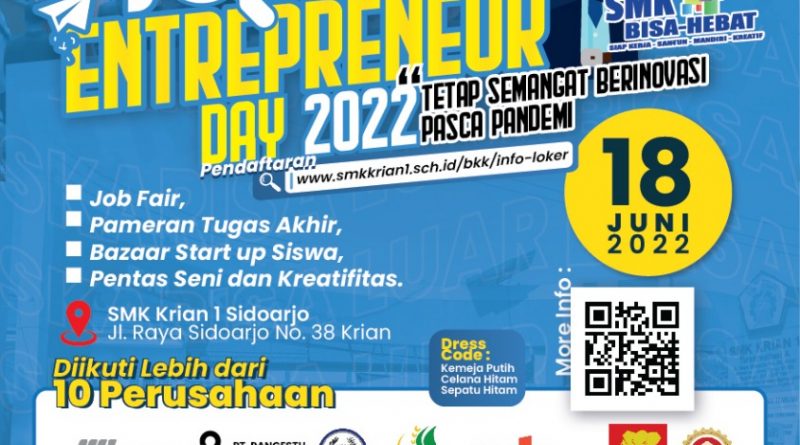 SMK
BISA-HEBAT
SIAP KERJA - SANTUN - MANDIRI - KREATIF
ENTREPRENEUR
DAY 2022
“TETAP SEMANGAT BERINOVASI
PASCA PANDEMI
Pendaftaran
www.smkkrian1.sch.id/bkk/info-loker
18
JUNI
2022
Job Fair,
Pameran Tugas Akhir,
Bazaar Start up Siswa,
Pentas Seni dan Kreatifitas.
SMK Krian 1 Sidoarjo
Jl. Raya Sidoarjo No. 38 Krian
More Info :
Dress
Code :
Kemeja Putih
Celana Hitam
Sepatu Hitam
Diikuti Lebih dari
10 Perusahaan